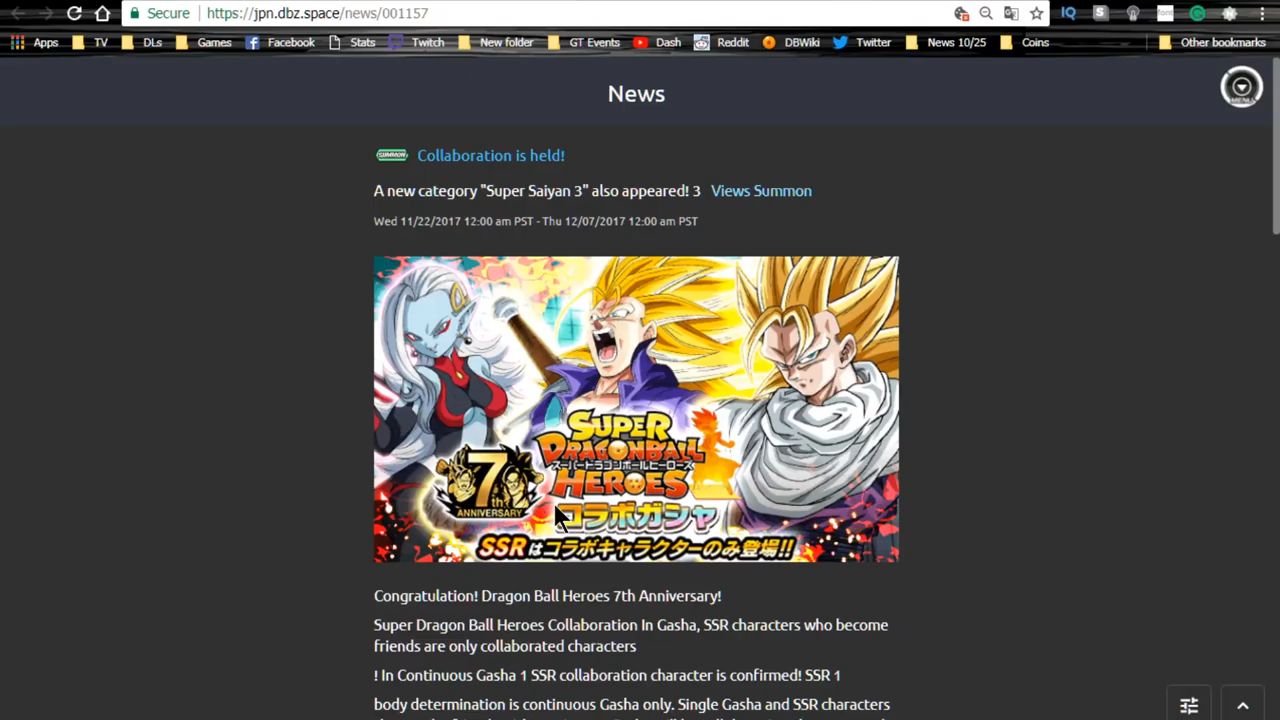 Secure https://jpn.dbz.space/news/001157
Apps TV DLs Games Facebook Stats Twitch New folder GT Events Dash Reddit DBWiki Twitter News 10/25 Coins Other bookmarks
News
MENU
SUMMON Collaboration is held!
A new category "Super Saiyan 3" also appeared! 3 Views Summon
Wed 11/22/2017 12:00 am PST - Thu 12/07/2017 12:00 am PST
SUPER
DRAGONBALL
スーパードラゴンボールヒーローズ
HEROES
7th
ANNIVERSARY
コラボガシャ
SSRはコラボキャラクターのみ登場!!
Congratulation! Dragon Ball Heroes 7th Anniversary!
Super Dragon Ball Heroes Collaboration In Gasha, SSR characters who become
friends are only collaborated characters
! In Continuous Gasha 1 SSR collaboration character is confirmed! SSR 1
body determination is continuous Gasha only. Single Gasha and SSR characters